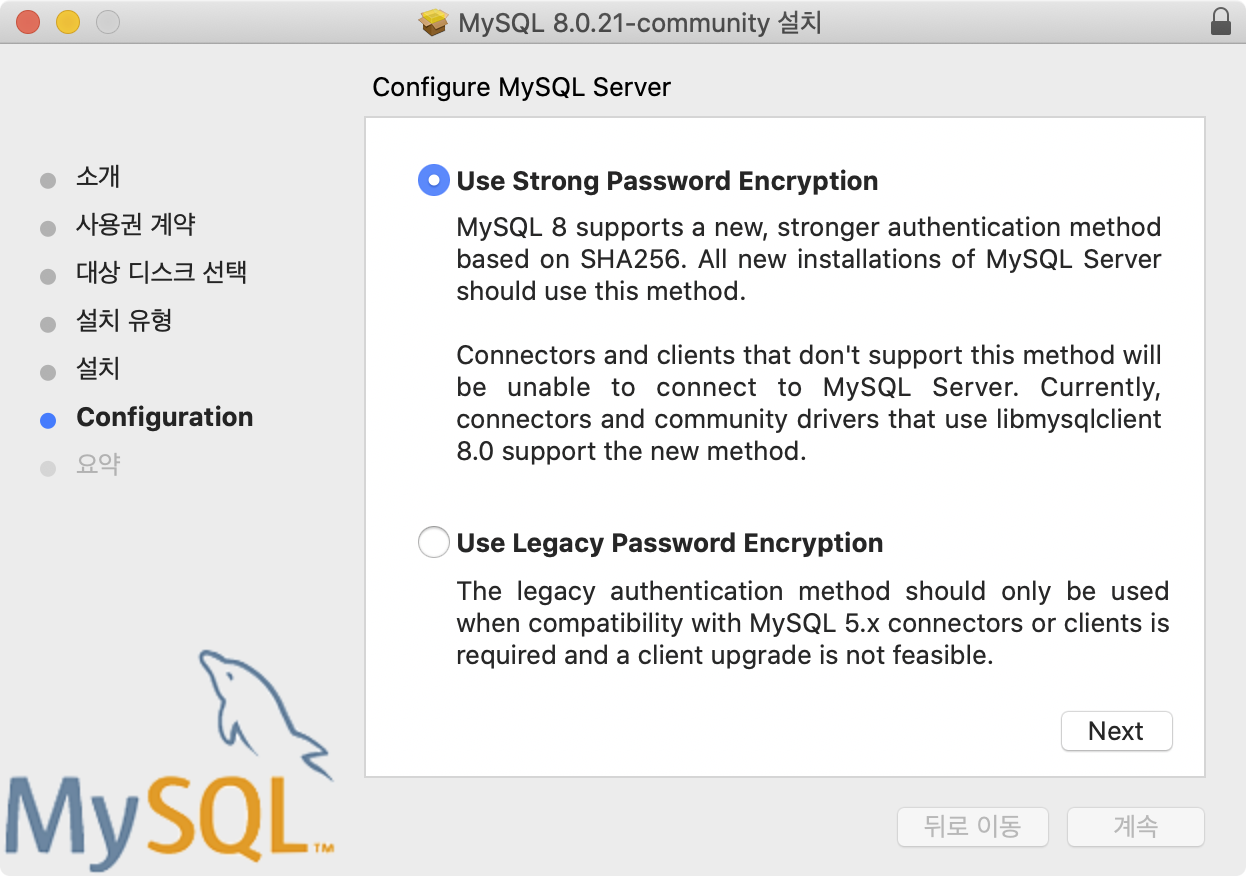 MySQL 8.0.21-community 설치
Configure MySQL Server
소개
사용권 계약
대상 디스크 선택
설치 유형
설치
Configuration
요약
Use Strong Password Encryption
MySQL 8 supports a new, stronger authentication method
based on SHA256. All new installations of MySQL Server
should use this method.
Connectors and clients that don't support this method will
be unable to connect to MySQL Server. Currently,
connectors and community drivers that use libmysqlclient
8.0 support the new method.
Use Legacy Password Encryption
The legacy authentication method should only be used
when compatibility with MySQL 5.x connectors or clients is
required and a client upgrade is not feasible.
Next
MySQL™
뒤로 이동
계속